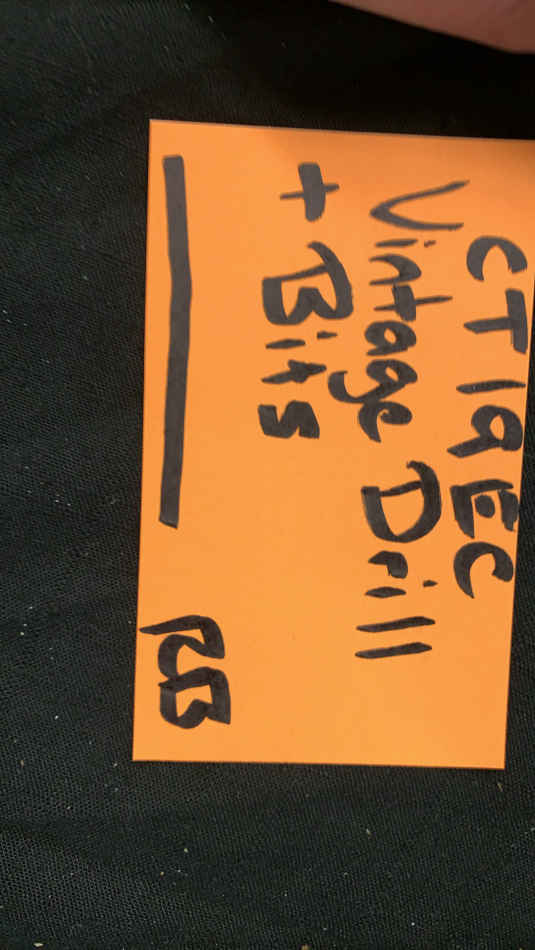 CT19EC
Vintage Drill
+ Bits
RB